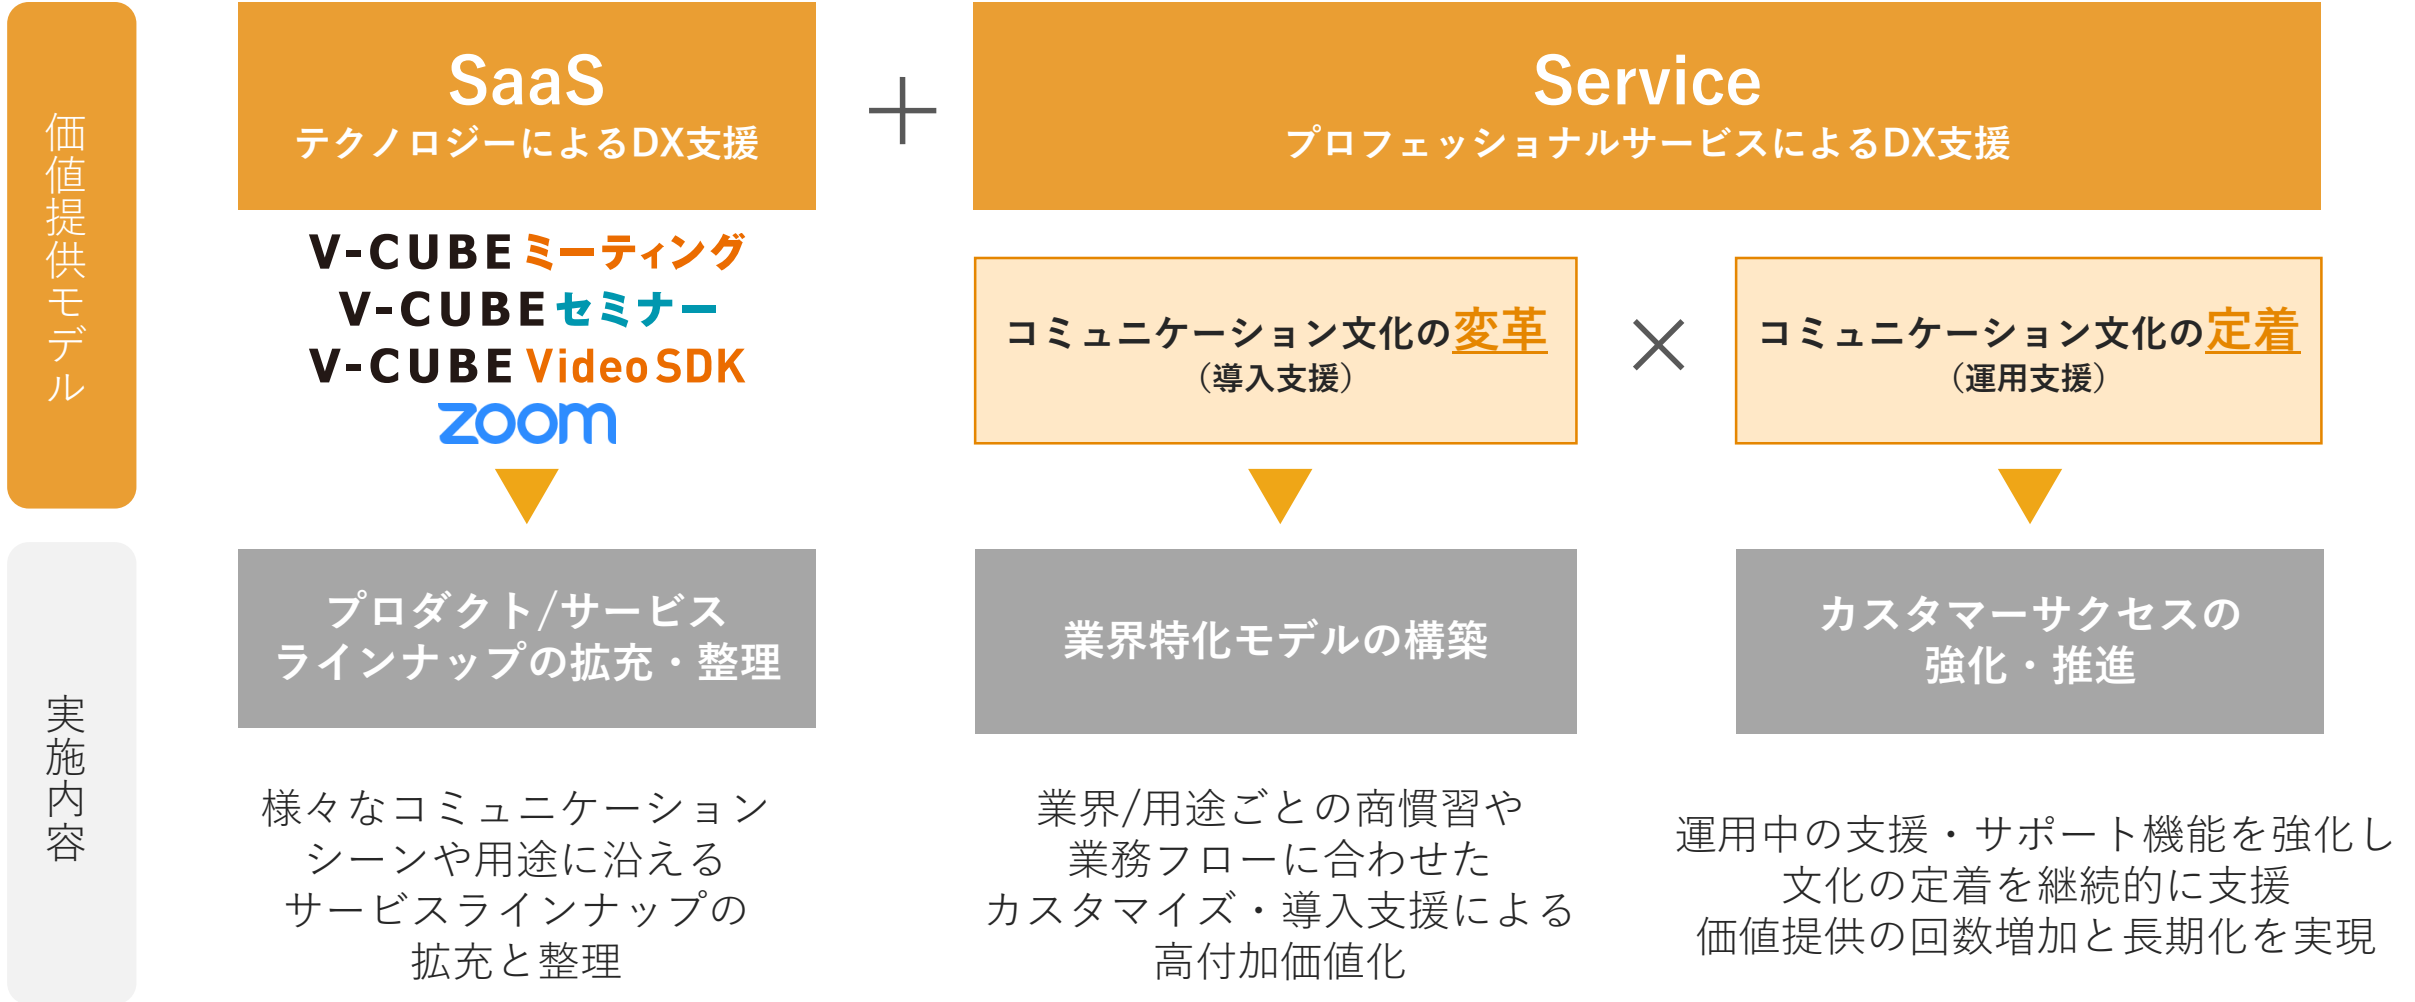 価値提供モデル
SaaS
テクノロジーによるDX支援
＋
Service
プロフェッショナルサービスによるDX支援
V-CUBE ミーティング
V-CUBE セミナー
V-CUBE Video SDK
zoom
コミュニケーション文化の変革
（導入支援）
×
コミュニケーション文化の定着
（運用支援）
実施内容
プロダクト/サービス
ラインナップの拡充・整理
様々なコミュニケーション
シーンや用途に沿える
サービスラインナップの
拡充と整理
業界特化モデルの構築
業界/用途ごとの商慣習や
業務フローに合わせた
カスタマイズ・導入支援による
高付加価値化
カスタマーサクセスの
強化・推進
運用中の支援・サポート機能を強化し
文化の定着を継続的に支援
価値提供の回数増加と長期化を実現